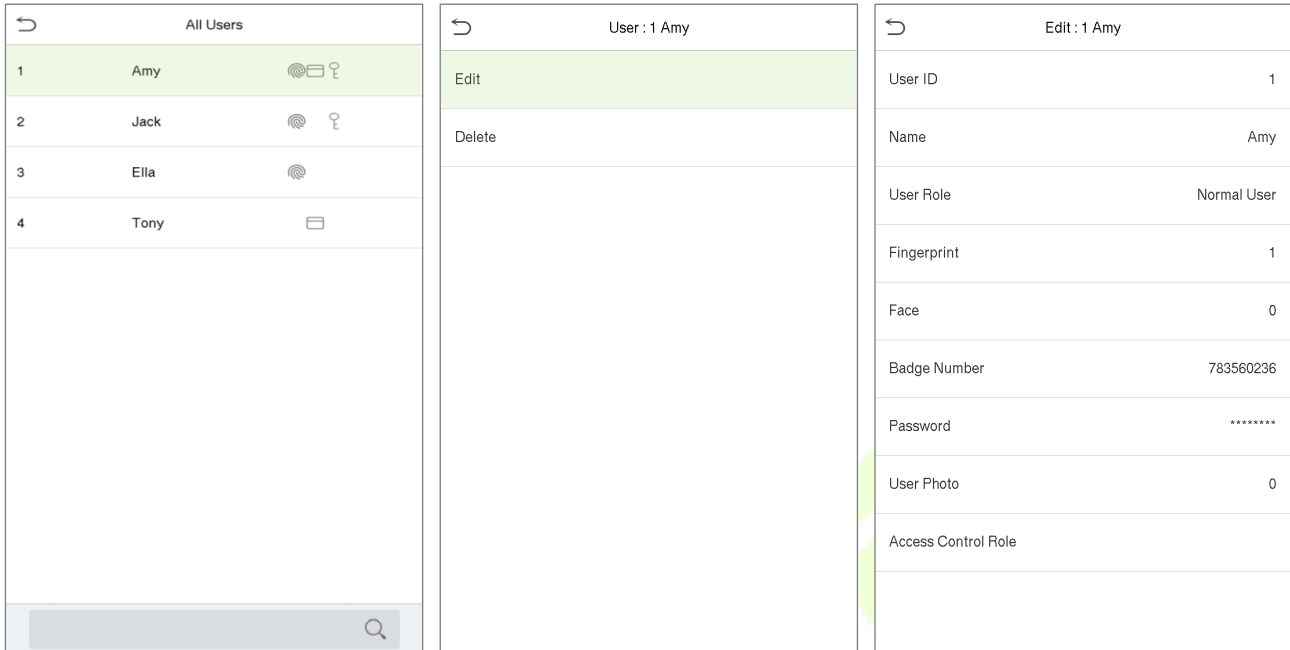 All Users
1 Amy
2 Jack
3 Ella
4 Tony
User : 1 Amy
Edit
Delete
Edit : 1 Amy
User ID 1
Name Amy
User Role Normal User
Fingerprint 1
Face 0
Badge Number 783560236
Password ********
User Photo 0
Access Control Role